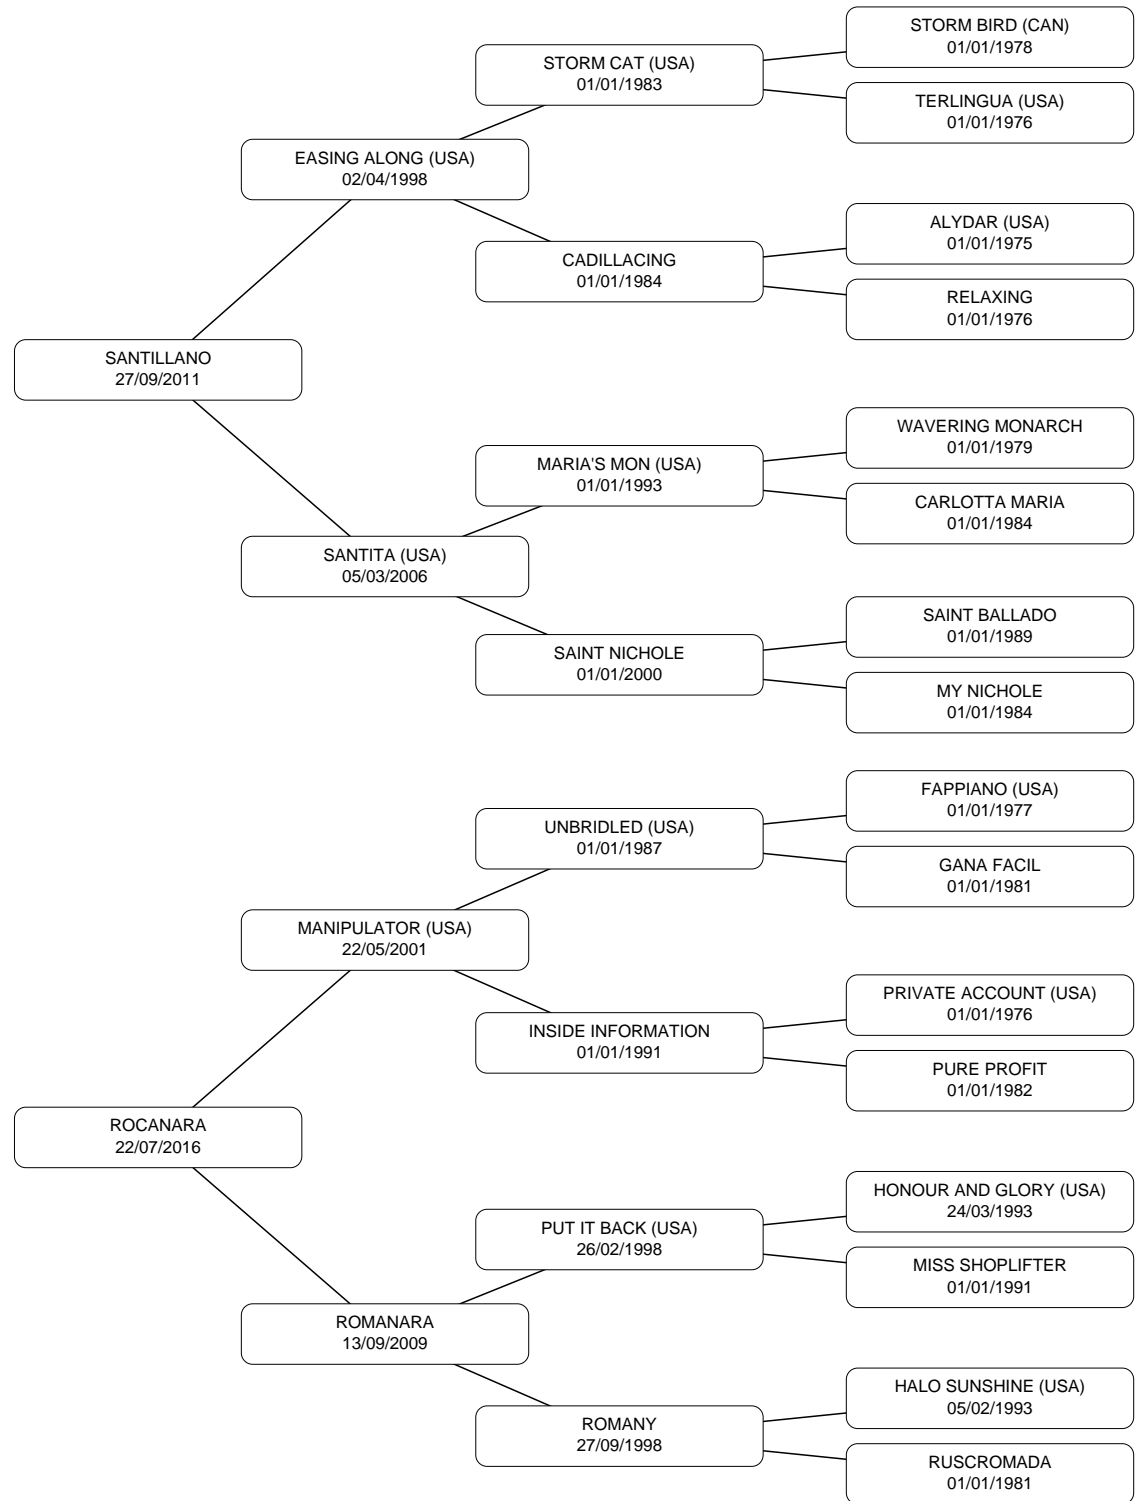 STORM BIRD (CAN)
01/01/1978
STORM CAT (USA)
01/01/1983
TERLINGUA (USA)
01/01/1976
EASING ALONG (USA)
02/04/1998
ALYDAR (USA)
01/01/1975
CADILLACING
01/01/1984
RELAXING
01/01/1976
SANTILLANO
27/09/2011
WAVERING MONARCH
01/01/1979
MARIA'S MON (USA)
01/01/1993
CARLOTTA MARIA
01/01/1984
SANTITA (USA)
05/03/2006
SAINT BALLADO
01/01/1989
SAINT NICHOLE
01/01/2000
MY NICHOLE
01/01/1984
FAPPIANO (USA)
01/01/1977
UNBRIDLED (USA)
01/01/1987
GANA FACIL
01/01/1981
MANIPULATOR (USA)
22/05/2001
PRIVATE ACCOUNT (USA)
01/01/1976
INSIDE INFORMATION
01/01/1991
PURE PROFIT
01/01/1982
ROCANARA
22/07/2016
HONOUR AND GLORY (USA)
24/03/1993
PUT IT BACK (USA)
26/02/1998
MISS SHOPLIFTER
01/01/1991
ROMANARA
13/09/2009
HALO SUNSHINE (USA)
05/02/1993
ROMANY
27/09/1998
RUSCROMADA
01/01/1981